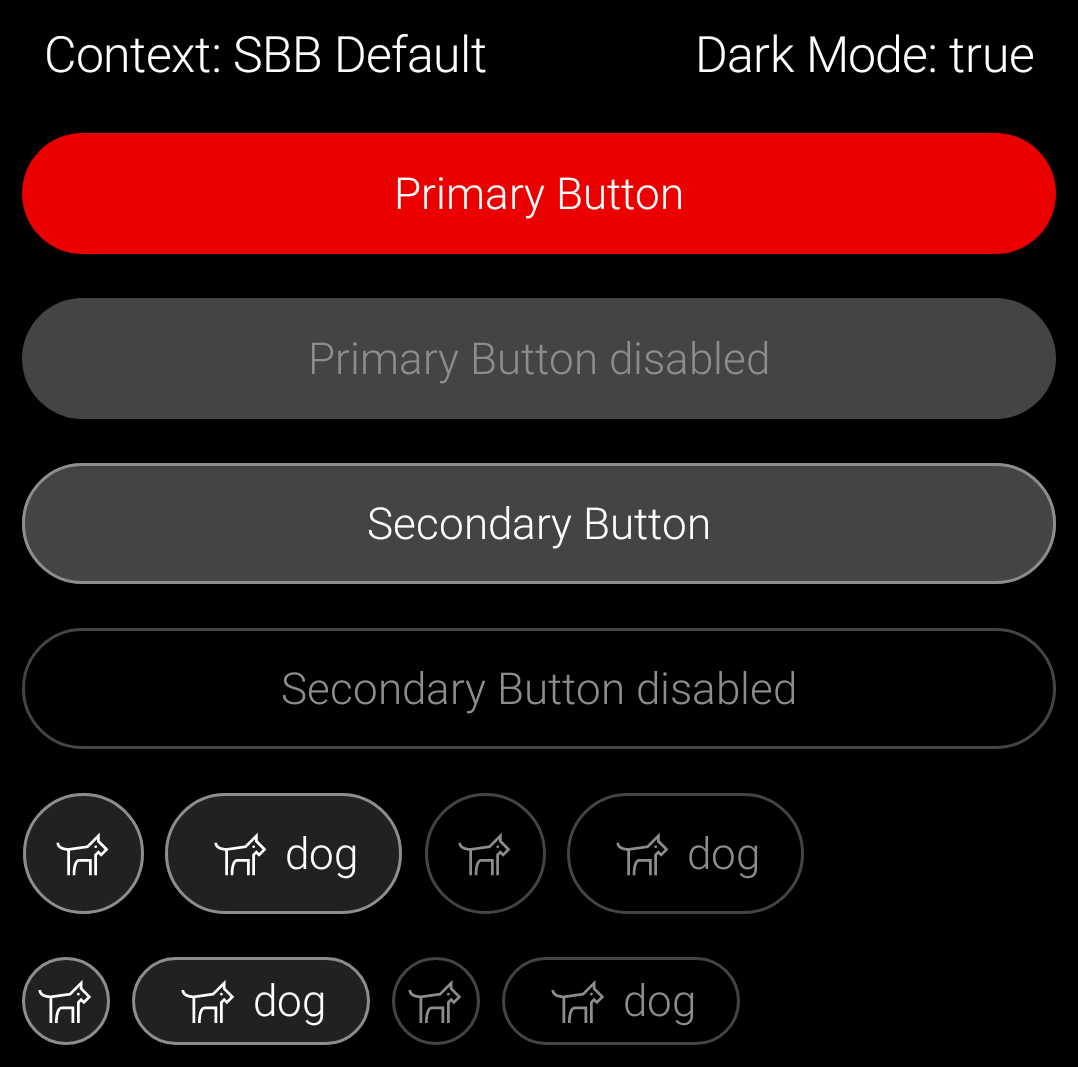 Context: SBB Default Dark Mode: true
Primary Button
Primary Button disabled
Secondary Button
Secondary Button disabled
dog dog
dog dog